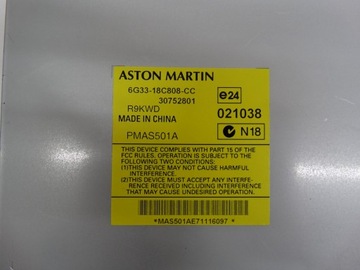 ASTON MARTIN
6G33-18C808-CC
30752801
R9KWD
MADE IN CHINA
PMAS501A
e24
021038
N18
THIS DEVICE COMPLIES WITH PART 15 OF THE
FCC RULES. OPERATION IS SUBJECT TO THE
FOLLOWING TWO CONDITIONS:
(1)THIS DEVICE MAY NOT CAUSE HARMFUL
INTERFERENCE.
(2)THIS DEVICE MUST ACCEPT ANY INTERFE-
RENCE RECEIVED INCLUDING INTERFERENCE
THAT MAY CAUSE UNDESIRED OPERATION.
*MAS501AE71116097 *